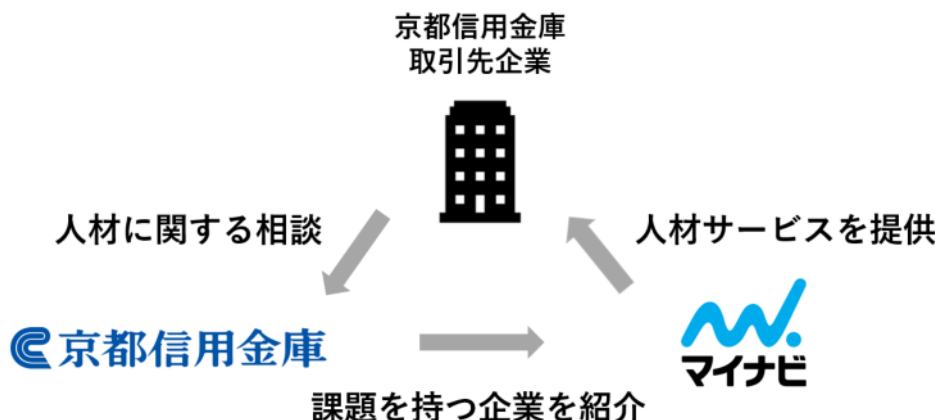 京都信用金庫
取引先企業
人材に関する相談
人材サービスを提供
京都信用金庫
マイナビ
課題を持つ企業を紹介